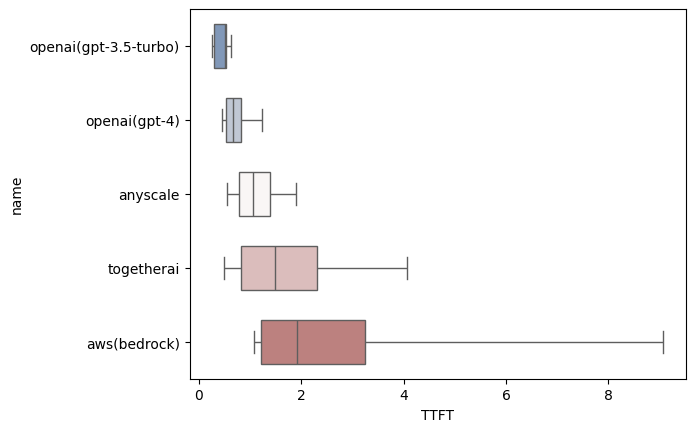 openai(gpt-3.5-turbo)
openai(gpt-4)
anyscale
togetherai
aws(bedrock)
name
0 2 4 6 8
TTFT